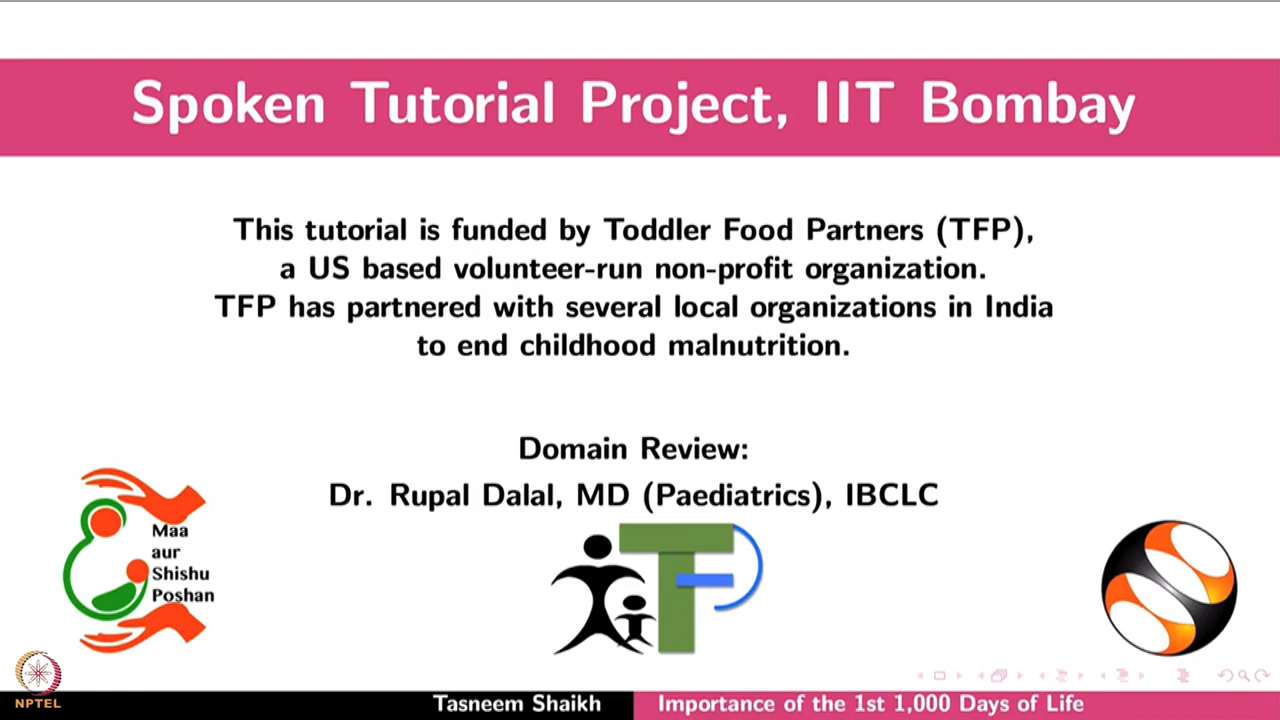 Spoken Tutorial Project, IIT Bombay
This tutorial is funded by Toddler Food Partners (TFP),
a US based volunteer-run non-profit organization.
TFP has partnered with several local organizations in India
to end childhood malnutrition.
Domain Review:
Dr. Rupal Dalal, MD (Paediatrics), IBCLC
Maa
aur
Shishu
Poshan
TFP
NPTEL
Tasneem Shaikh
Importance of the 1st 1,000 Days of Life